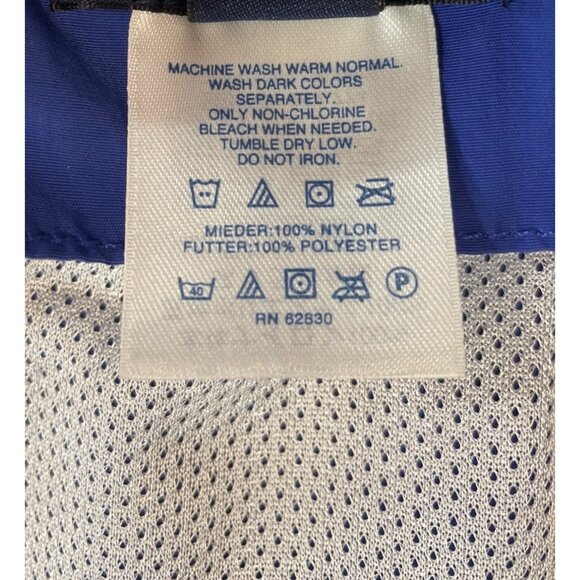 MACHINE WASH WARM NORMAL.
WASH DARK COLORS
SEPARATELY.
ONLY NON-CHLORINE
BLEACH WHEN NEEDED.
TUMBLE DRY LOW.
DO NOT IRON.
MIEDER:100% NYLON
FUTTER:100% POLYESTER
40 P
RN 62830